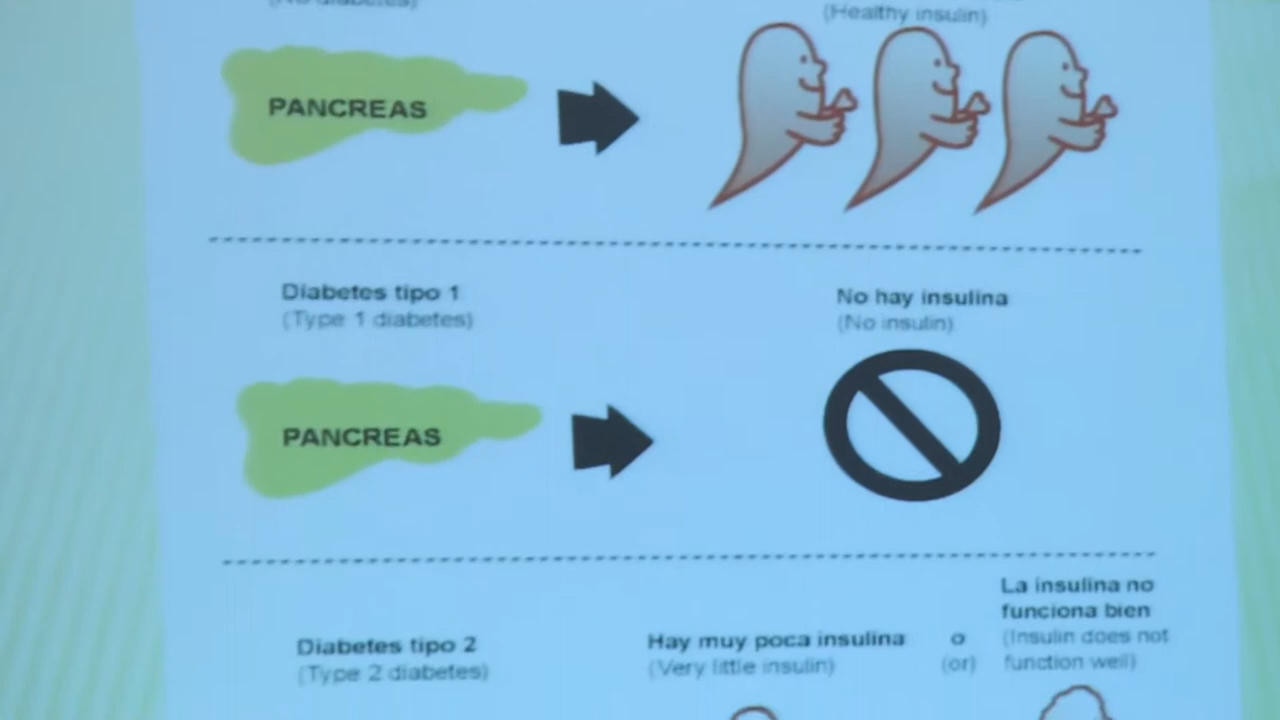 (No diabetes)
(Healthy insulin)
PANCREAS
Diabetes tipo 1
(Type 1 diabetes)
No hay insulina
(No insulin)
PANCREAS
Diabetes tipo 2
(Type 2 diabetes)
Hay muy poca insulina
(Very little insulin)
o
(or)
La insulina no
funciona bien
(Insulin does not
function well)